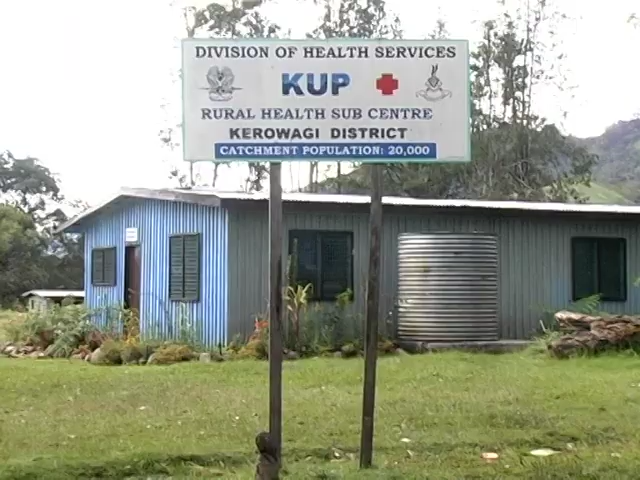 DIVISION OF HEALTH SERVICES
KUP
RURAL HEALTH SUB CENTRE
KEROWAGI DISTRICT
CATCHMENT POPULATION: 20,000